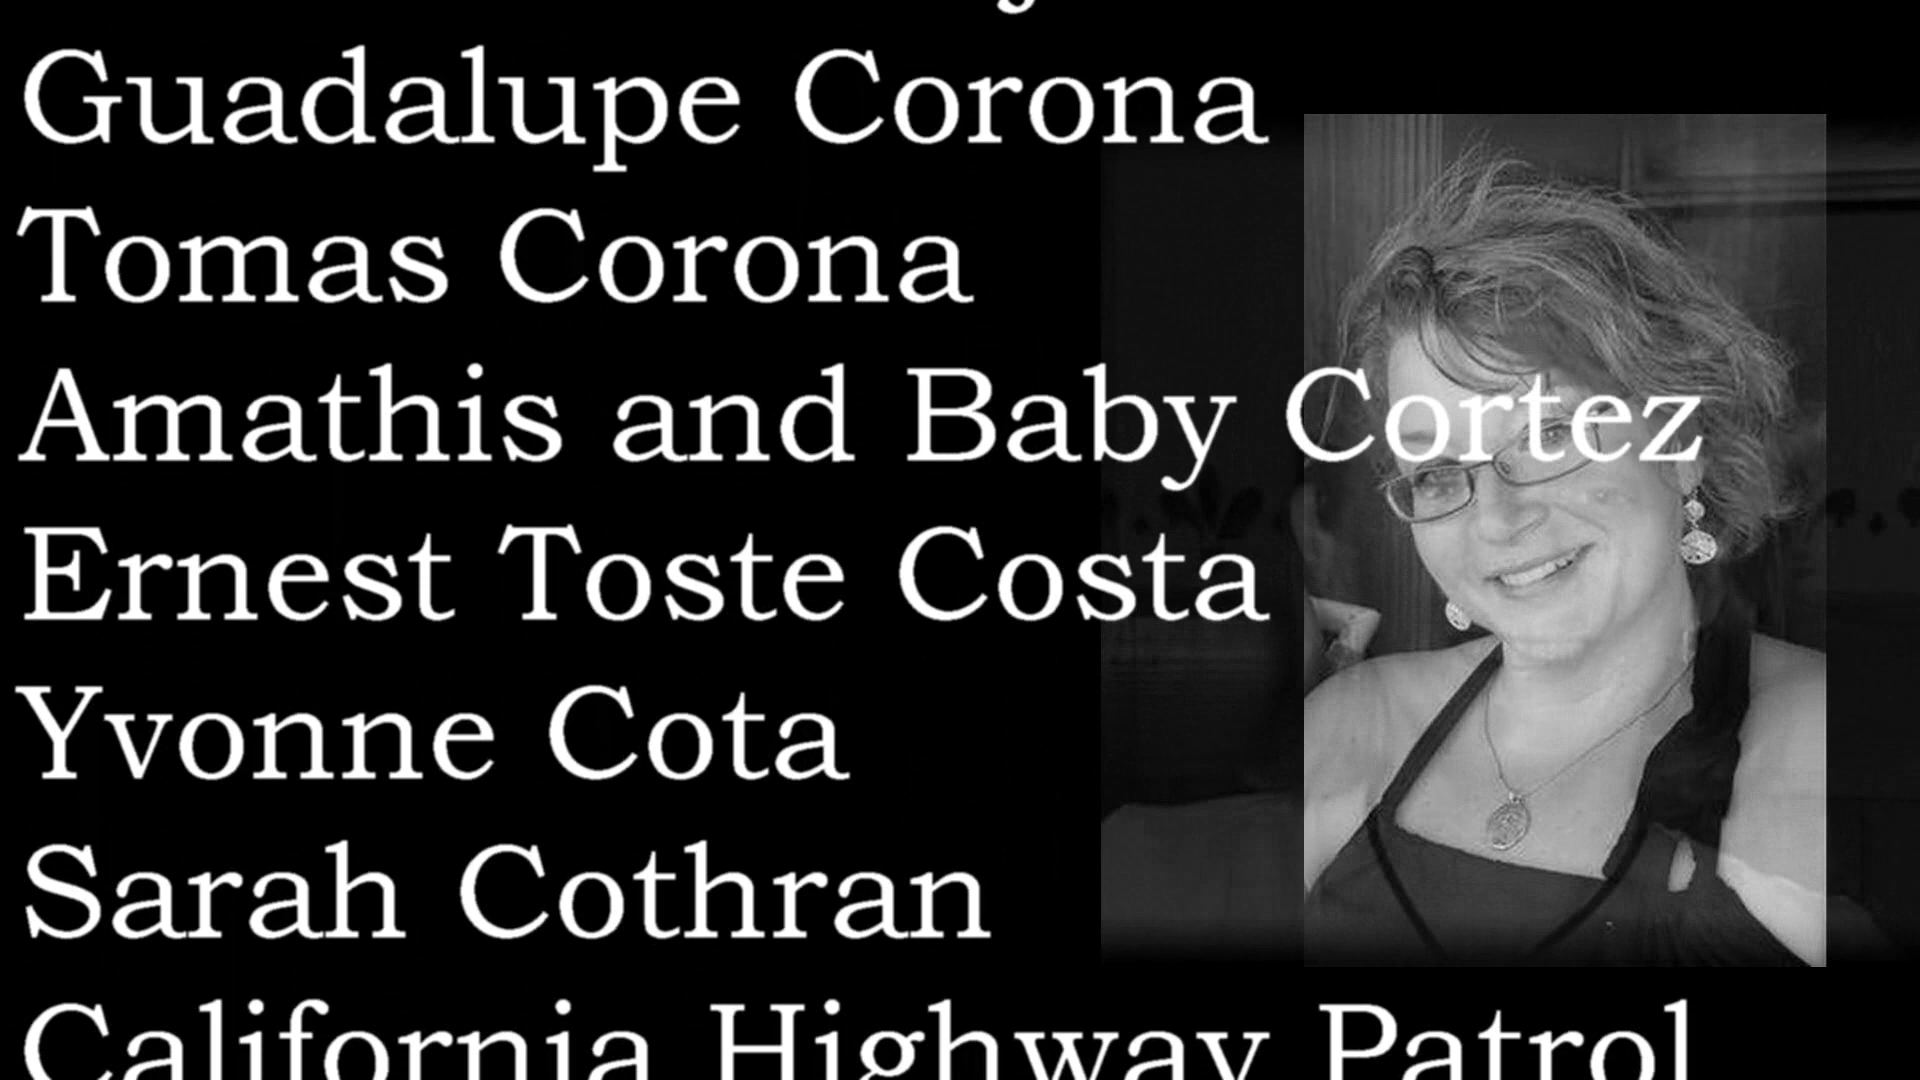 Guadalupe Corona
Tomas Corona
Amathis and Baby Cortez
Ernest Toste Costa
Yvonne Cota
Sarah Cothran
California Highway Patrol